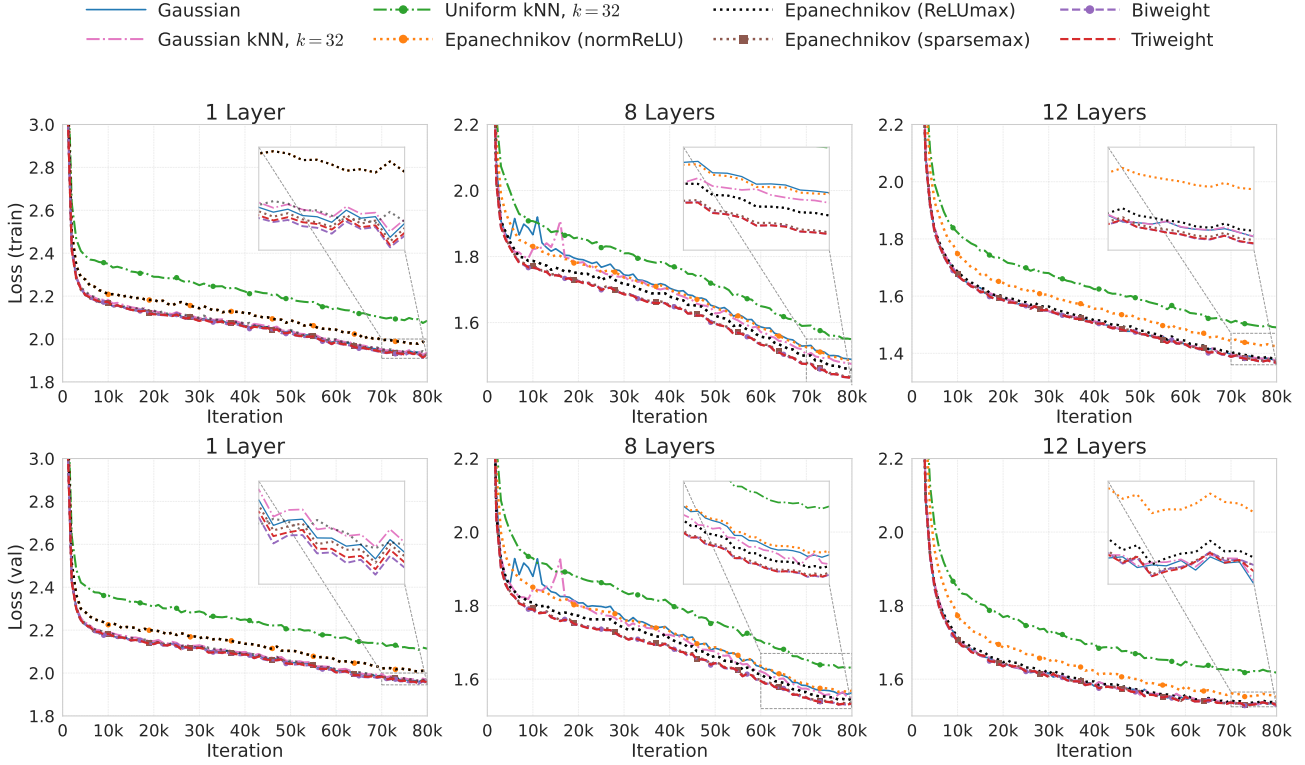 Gaussian
Uniform kNN, k=32
Epanechnikov (ReLUmax)
Biweight
Gaussian kNN, k=32
Epanechnikov (normReLU)
Epanechnikov (sparsemax)
Triweight
1 Layer
8 Layers
12 Layers
Loss (train)
3.0
2.8
2.6
2.4
2.2
2.0
1.8
2.2
2.0
1.8
1.6
2.2
2.0
1.8
1.6
1.4
0 10k 20k 30k 40k 50k 60k 70k 80k
0 10k 20k 30k 40k 50k 60k 70k 80k
0 10k 20k 30k 40k 50k 60k 70k 80k
Iteration
Iteration
Iteration
1 Layer
8 Layers
12 Layers
Loss (val)
3.0
2.8
2.6
2.4
2.2
2.0
1.8
2.2
2.0
1.8
1.6
2.2
2.0
1.8
1.6
0 10k 20k 30k 40k 50k 60k 70k 80k
0 10k 20k 30k 40k 50k 60k 70k 80k
0 10k 20k 30k 40k 50k 60k 70k 80k
Iteration
Iteration
Iteration